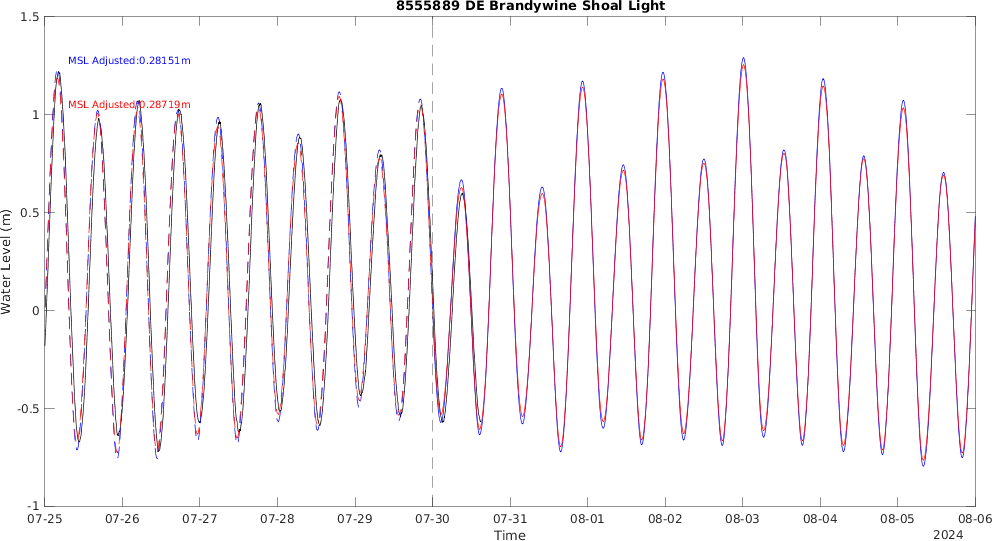 8555889 DE Brandywine Shoal Light
MSL Adjusted:0.28151m
MSL Adjusted:0.28719m
Water Level (m)
1.5
1
0.5
0
-0.5
-1
07-25 07-26 07-27 07-28 07-29 07-30 07-31 08-01 08-02 08-03 08-04 08-05 08-06
Time
2024